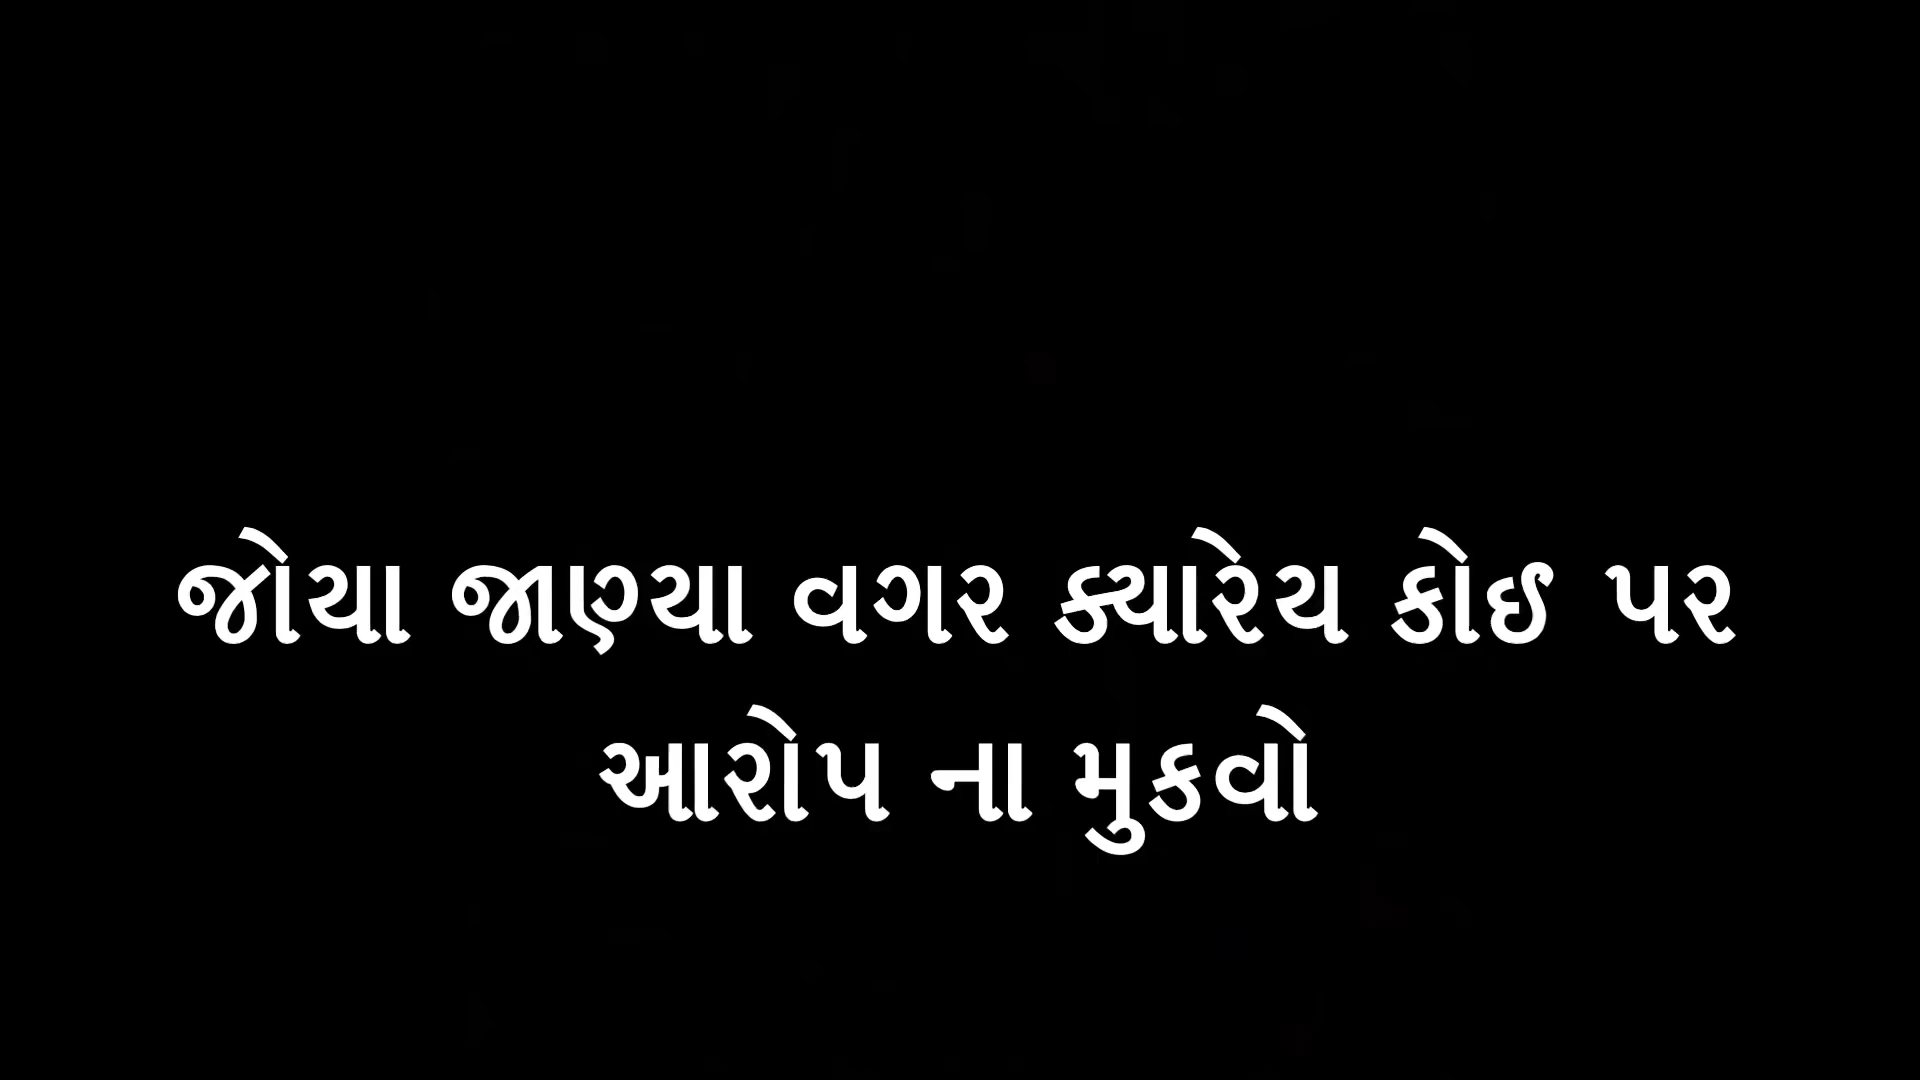 જોયા જાણ્યા વગર ક્યારેય કોઈ પર
આરોપ ના મુકવો